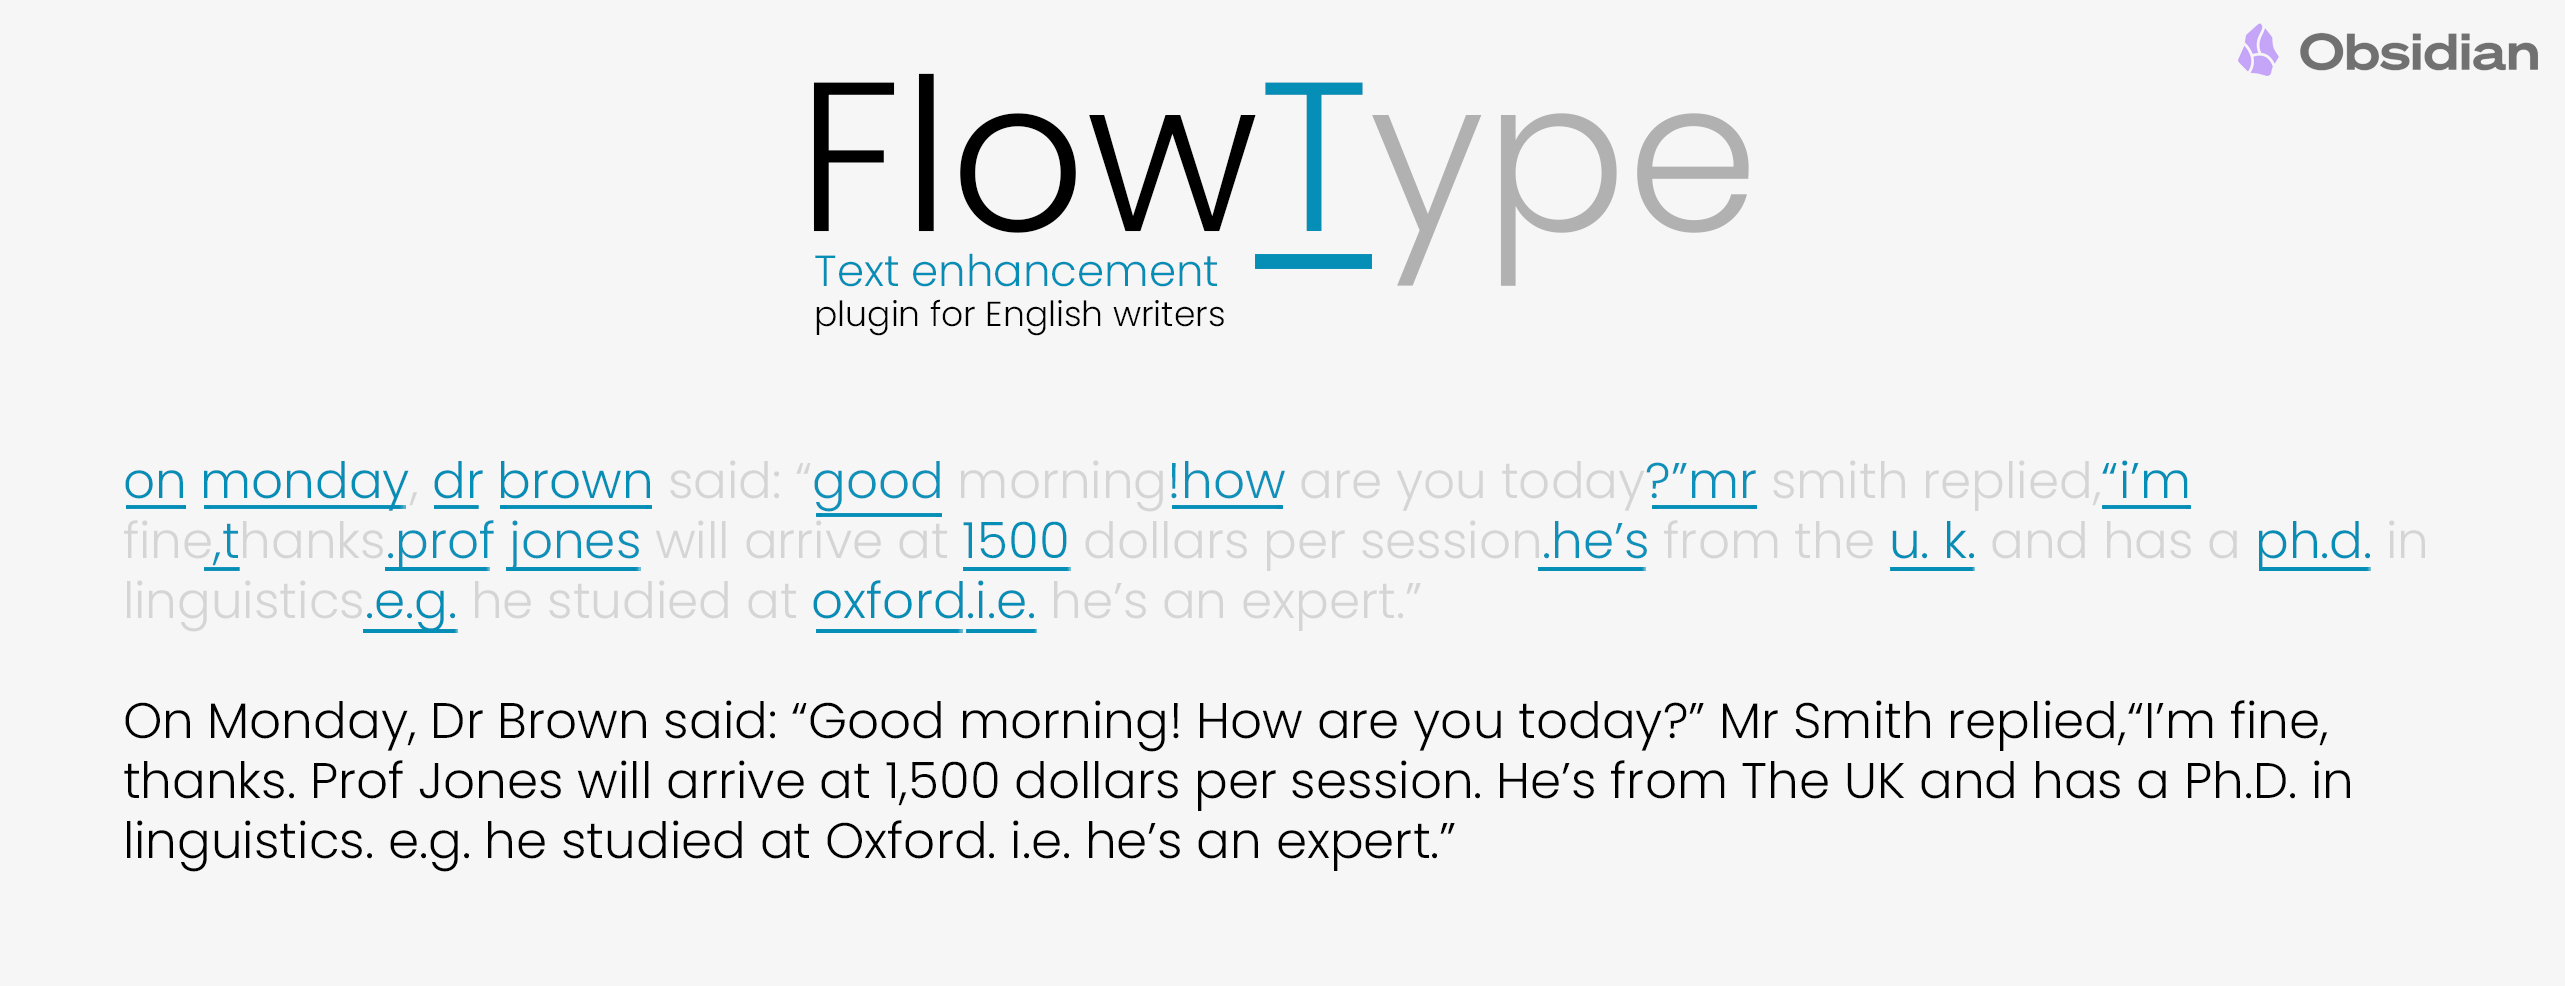 Obsidian
FlowType
Text enhancement
plugin for English writers
on monday, dr brown said: “good morning!how are you today?”mr smith replied,“i’m
fine,thanks.prof jones will arrive at 1500 dollars per session.he’s from the u. k. and has a ph.d. in
linguistics.e.g. he studied at oxford.i.e. he’s an expert.”
On Monday, Dr Brown said: “Good morning! How are you today?” Mr Smith replied,“I’m fine,
thanks. Prof Jones will arrive at 1,500 dollars per session. He’s from The UK and has a Ph.D. in
linguistics. e.g. he studied at Oxford. i.e. he’s an expert.”